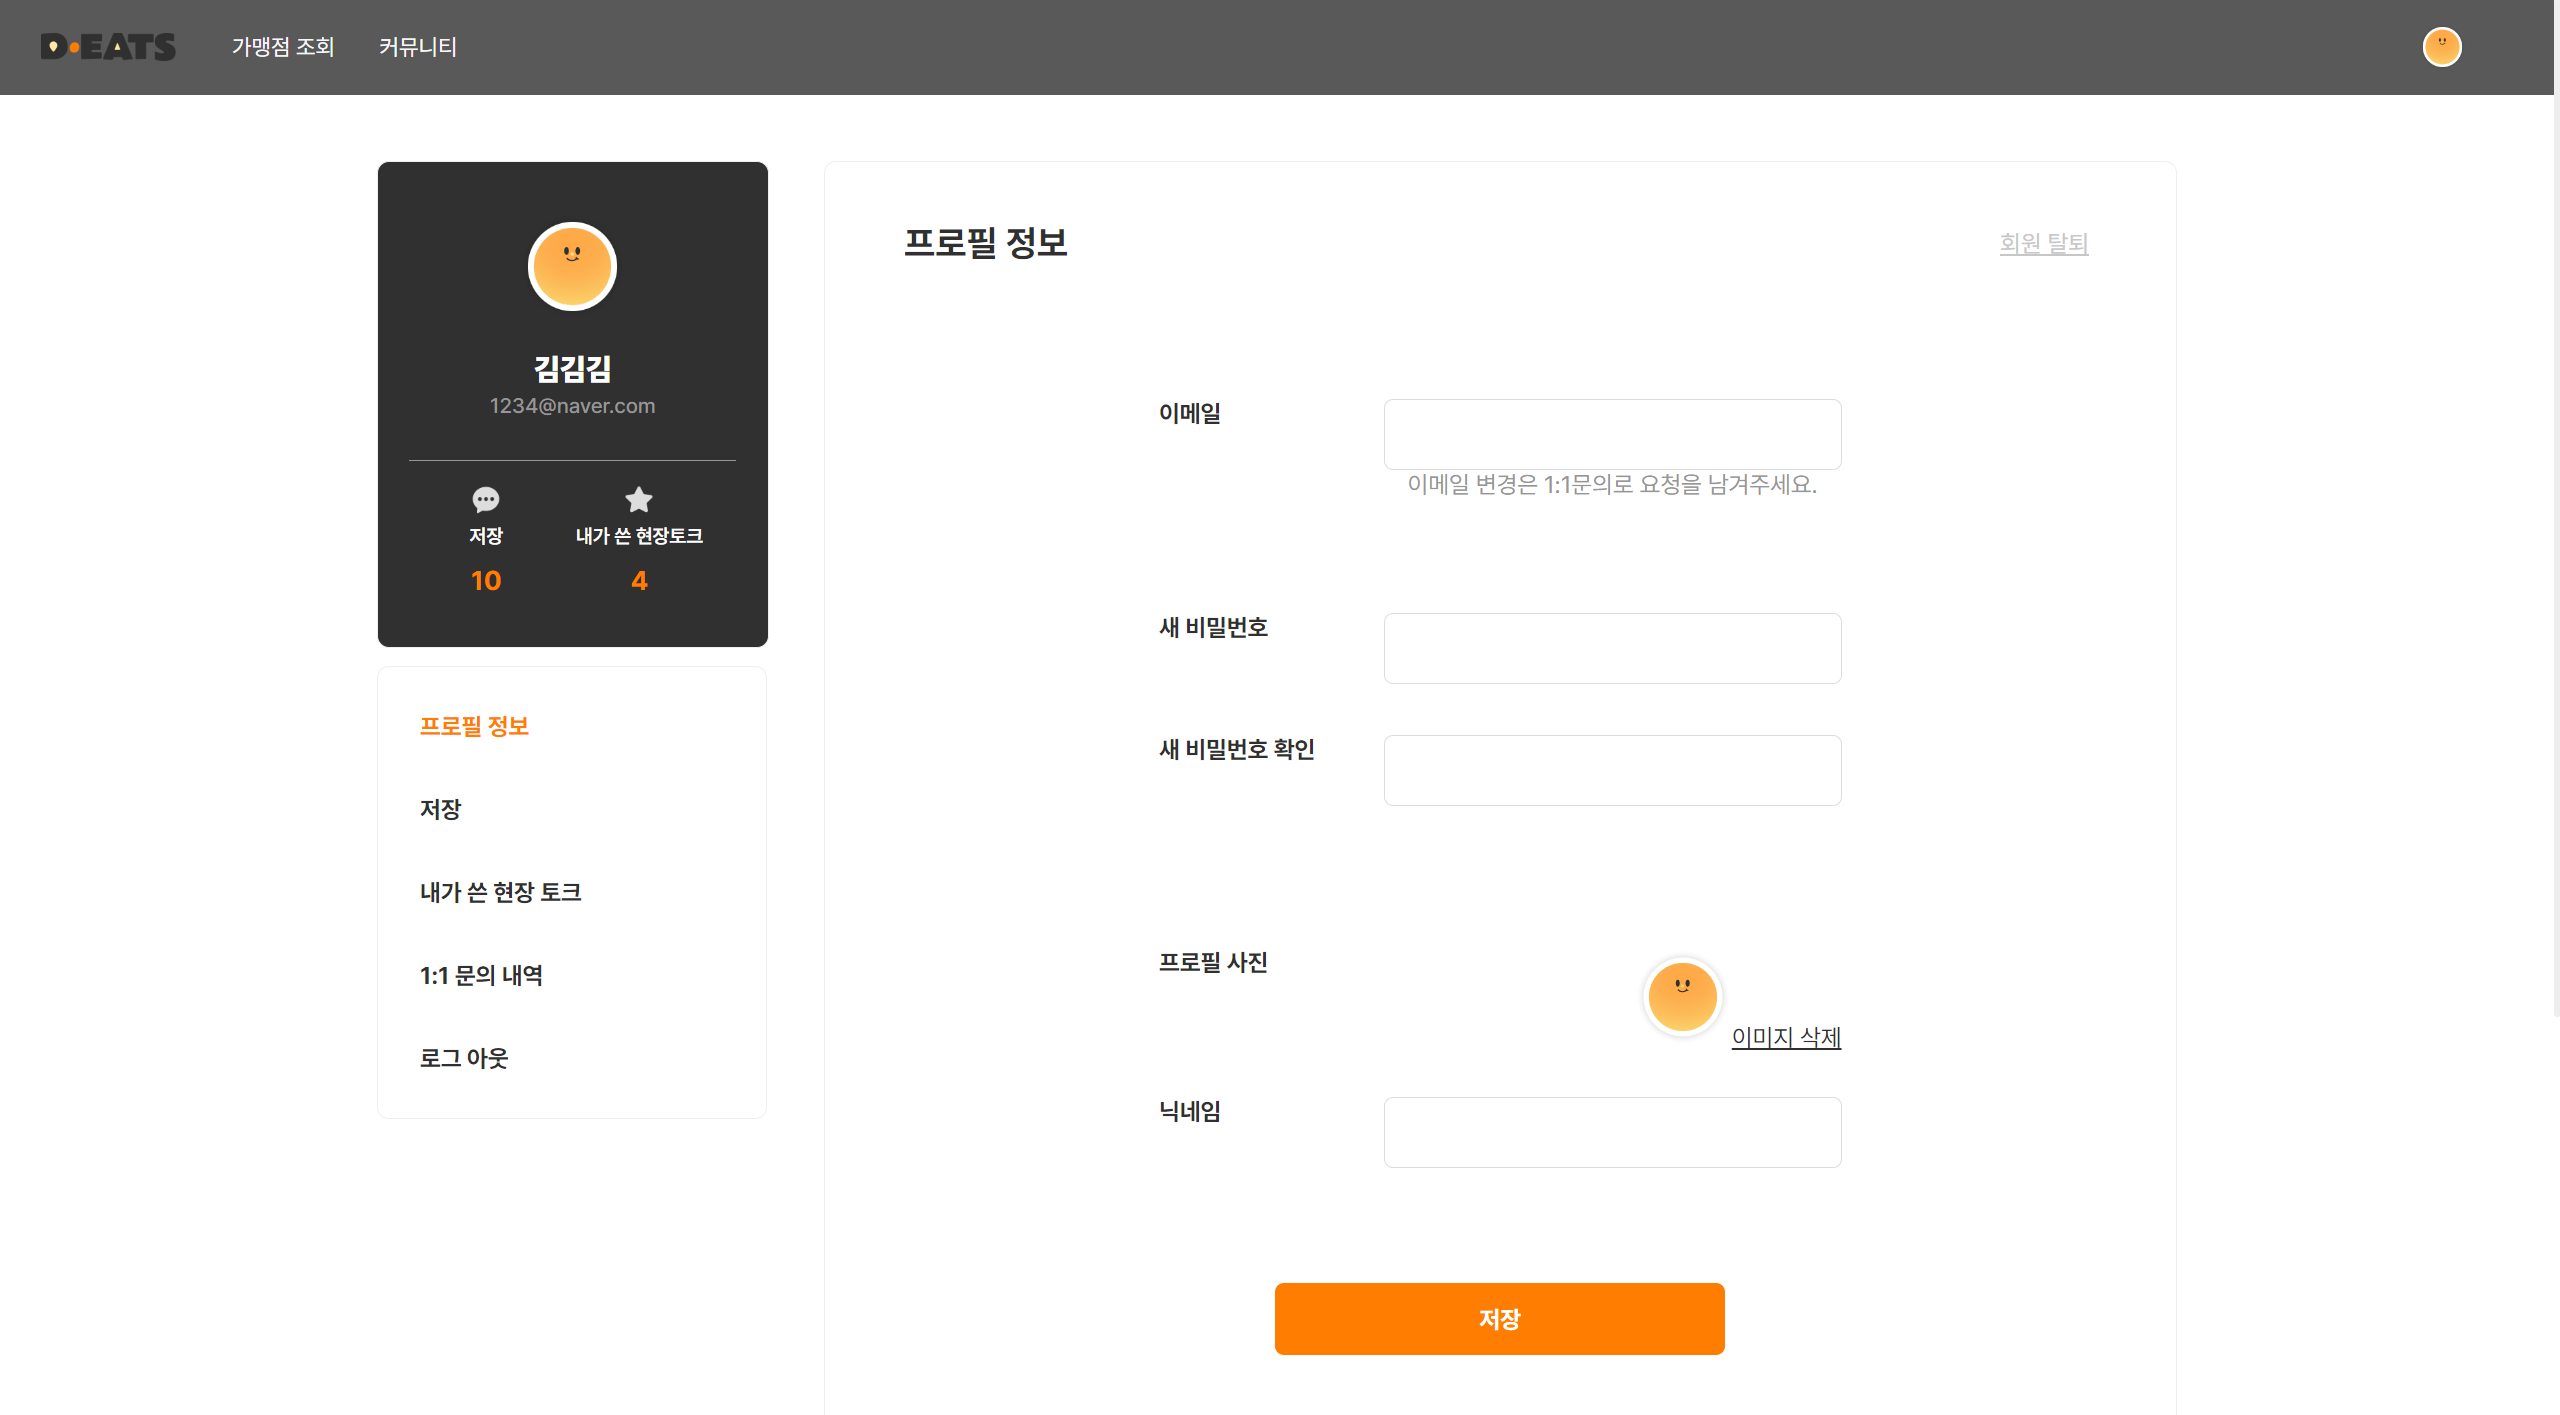 D·EATS 가맹점 조회 커뮤니티
김김김
1234@naver.com
저장 내가 쓴 현장토크
10 4
프로필 정보
저장
내가 쓴 현장 토크
1:1 문의 내역
로그 아웃
프로필 정보 회원 탈퇴
이메일
이메일 변경은 1:1문의로 요청을 남겨주세요.
새 비밀번호
새 비밀번호 확인
프로필 사진
이미지 삭제
닉네임
저장